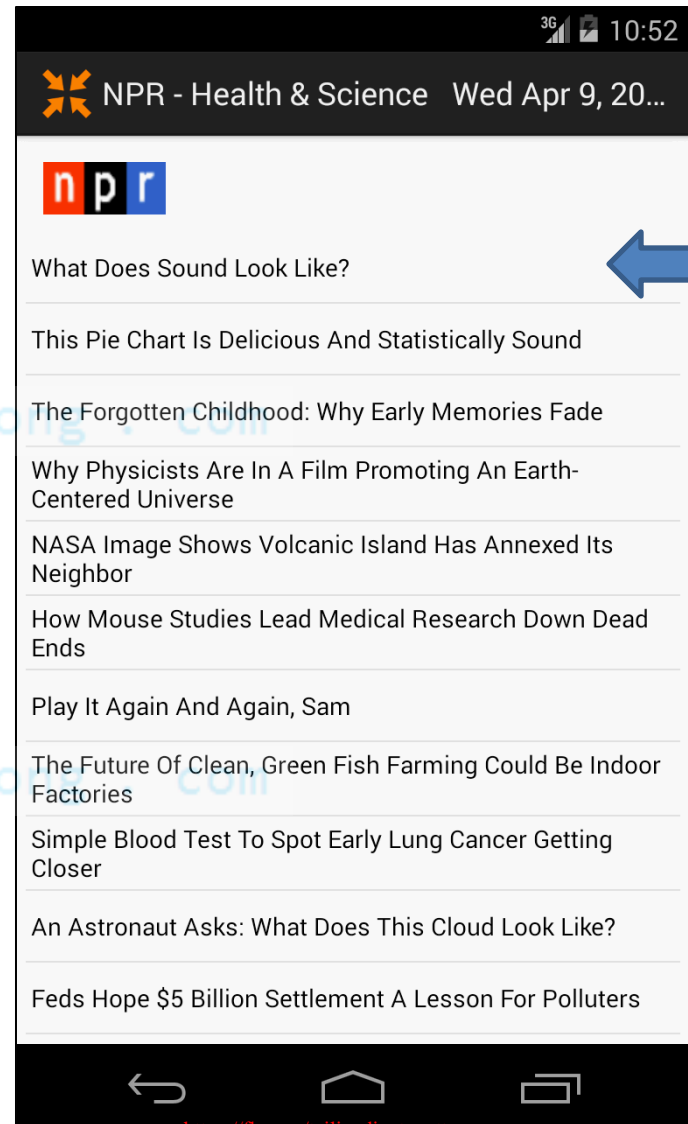 3G 10:52
NPR - Health & Science Wed Apr 9, 20...
npr
What Does Sound Look Like?
This Pie Chart Is Delicious And Statistically Sound
The Forgotten Childhood: Why Early Memories Fade
ong . com
Why Physicists Are In A Film Promoting An Earth-
Centered Universe
NASA Image Shows Volcanic Island Has Annexed Its
Neighbor
How Mouse Studies Lead Medical Research Down Dead
Ends
Play It Again And Again, Sam
The Future Of Clean, Green Fish Farming Could Be Indoor
ong . com
Factories
Simple Blood Test To Spot Early Lung Cancer Getting
Closer
An Astronaut Asks: What Does This Cloud Look Like?
Feds Hope $5 Billion Settlement A Lesson For Polluters